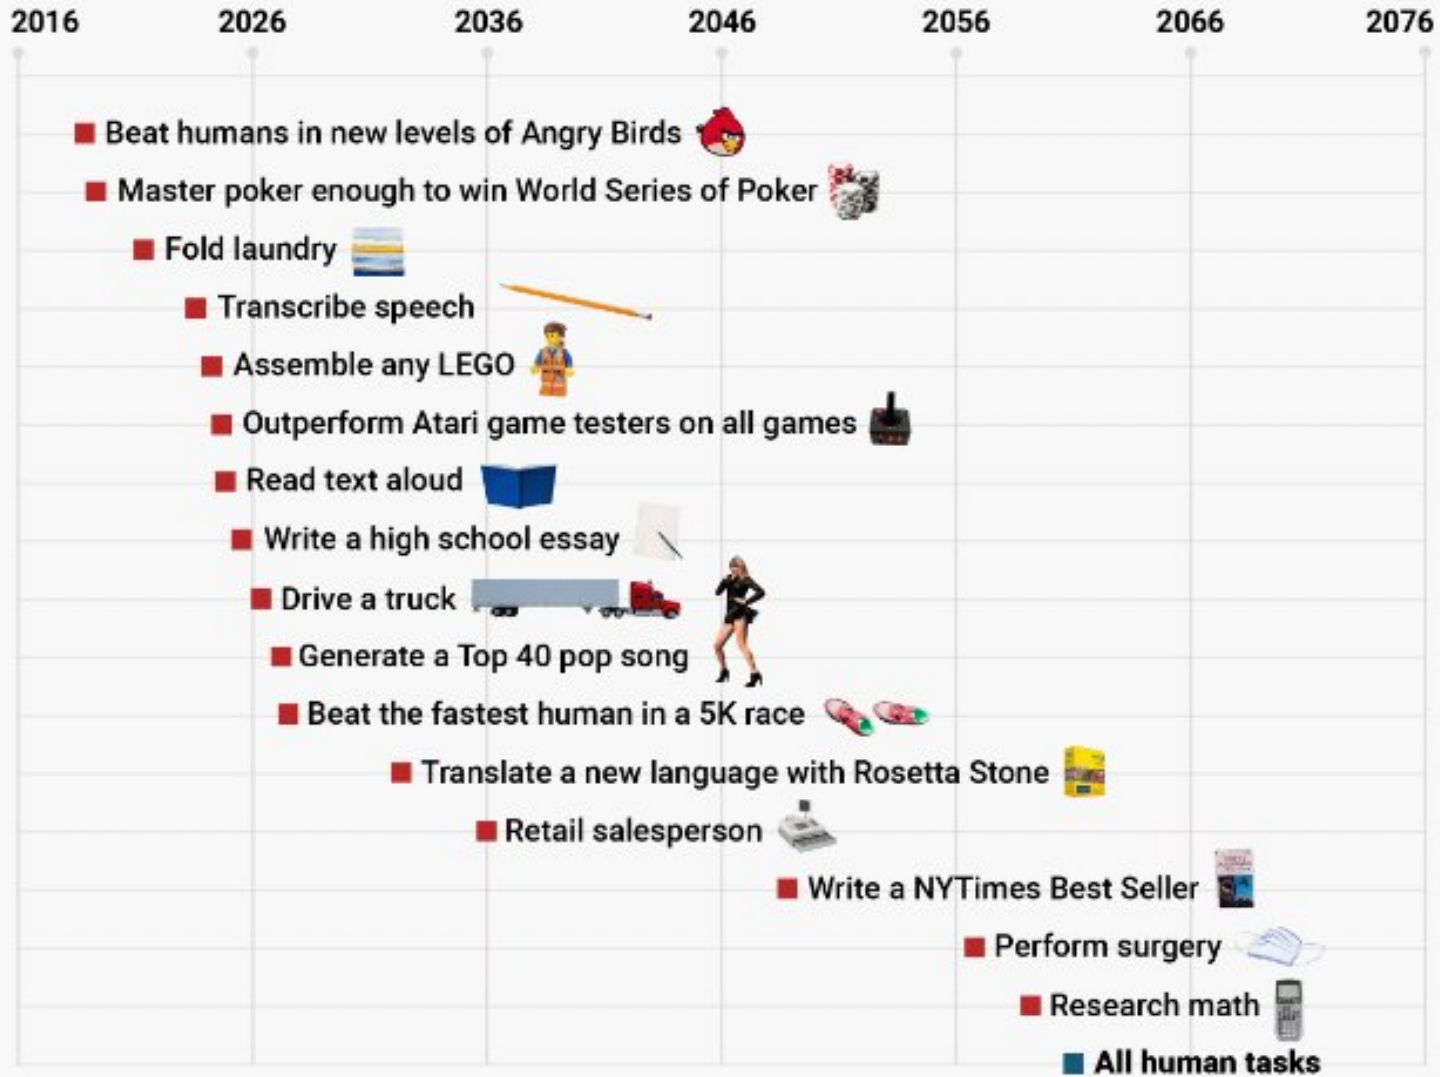 2016 2026 2036 2046 2056 2066 2076
Beat humans in new levels of Angry Birds
Master poker enough to win World Series of Poker
Fold laundry
Transcribe speech
Assemble any LEGO
Outperform Atari game testers on all games
Read text aloud
Write a high school essay
Drive a truck
Generate a Top 40 pop song
Beat the fastest human in a 5K race
Translate a new language with Rosetta Stone
Retail salesperson
Write a NYTimes Best Seller
Perform surgery
Research math
All human tasks